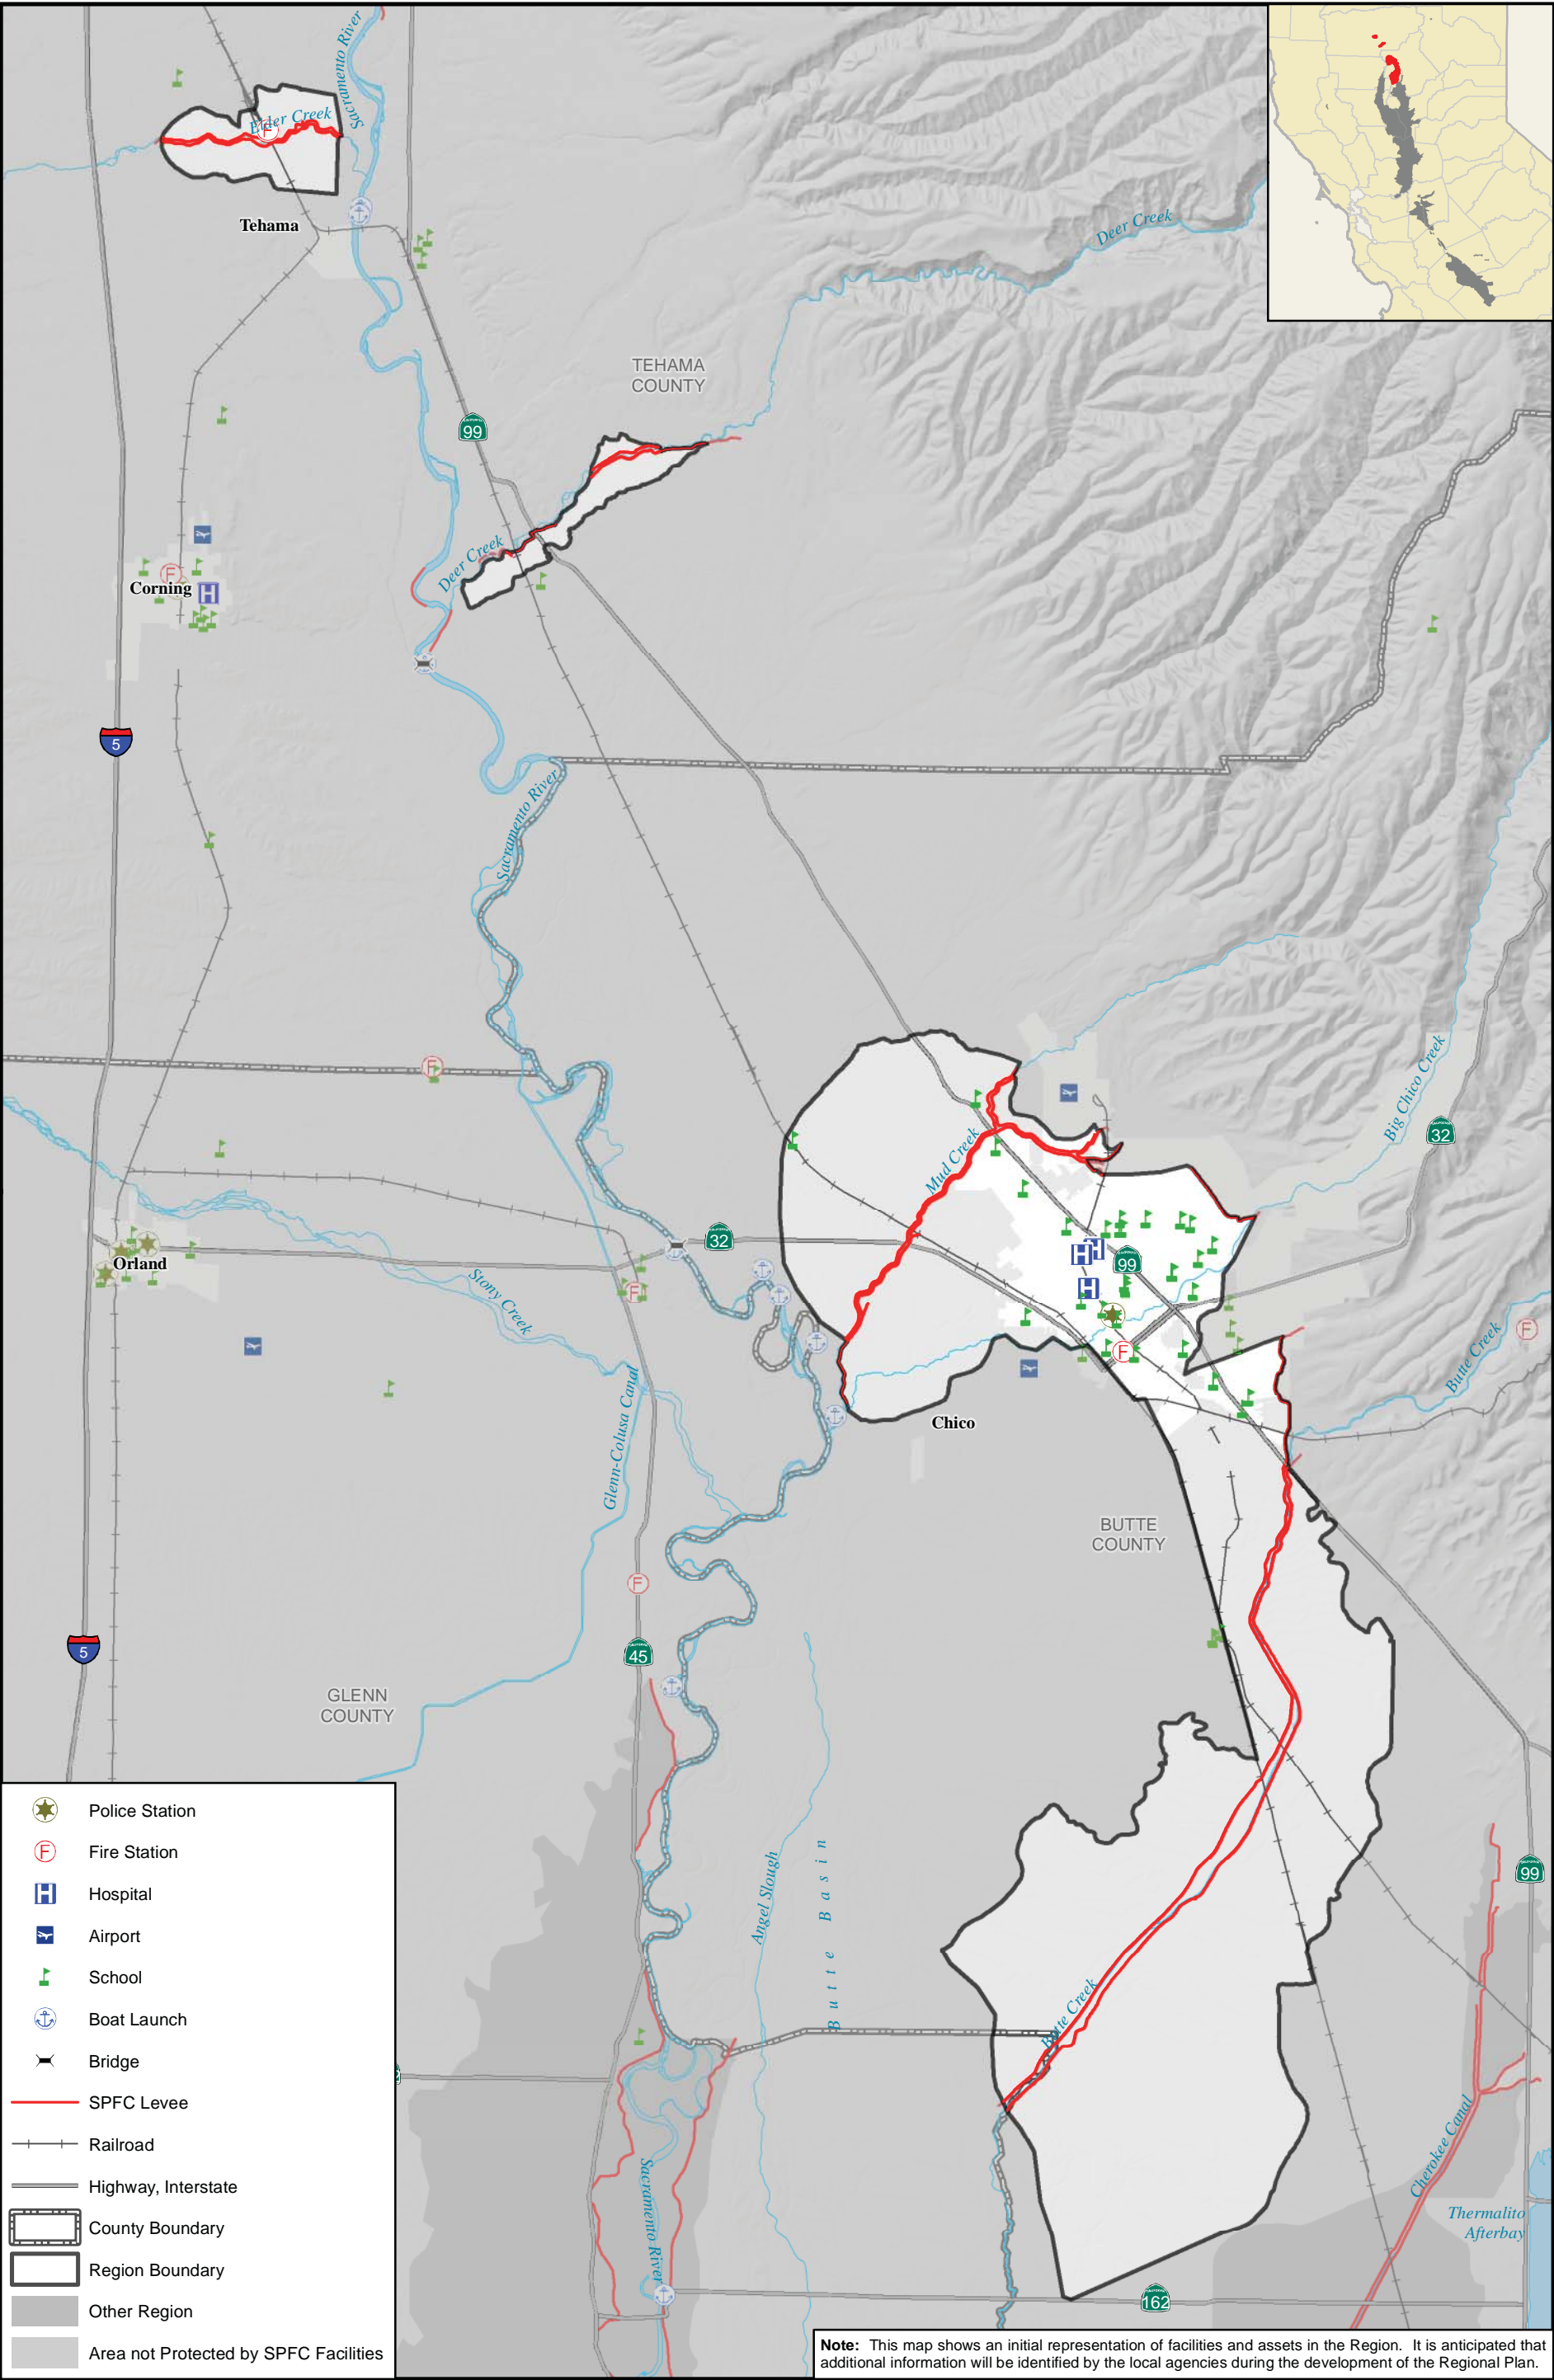 Sacramento River
Elder Creek
Tehama
Deer Creek
TEHAMA
COUNTY
99
Deer Creek
Corning
F
H
5
Sacramento River
F
Big Chico Creek
32
Mud Creek
32
Orland
Stony Creek
F
H
H
99
H
F
F
Butte Creek
Glenn-Colusa Canal
Chico
BUTTE
COUNTY
F
45
5
GLENN
COUNTY
Angel Slough
Butte Basin
99
Butte Creek
Cherokee Canal
Sacramento River
Thermalito
Afterbay
162
Police Station
F Fire Station
H Hospital
Airport
School
Boat Launch
Bridge
SPFC Levee
Railroad
Highway, Interstate
County Boundary
Region Boundary
Other Region
Area not Protected by SPFC Facilities
Note: This map shows an initial representation of facilities and assets in the Region. It is anticipated that
additional information will be identified by the local agencies during the development of the Regional Plan.